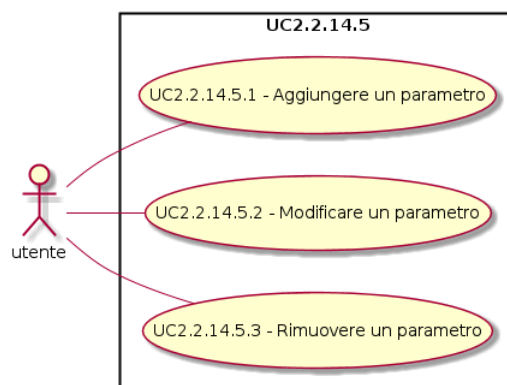 UC2.2.14.5
UC2.2.14.5.1 - Aggiungere un parametro
UC2.2.14.5.2 - Modificare un parametro
utente
UC2.2.14.5.3 - Rimuovere un parametro